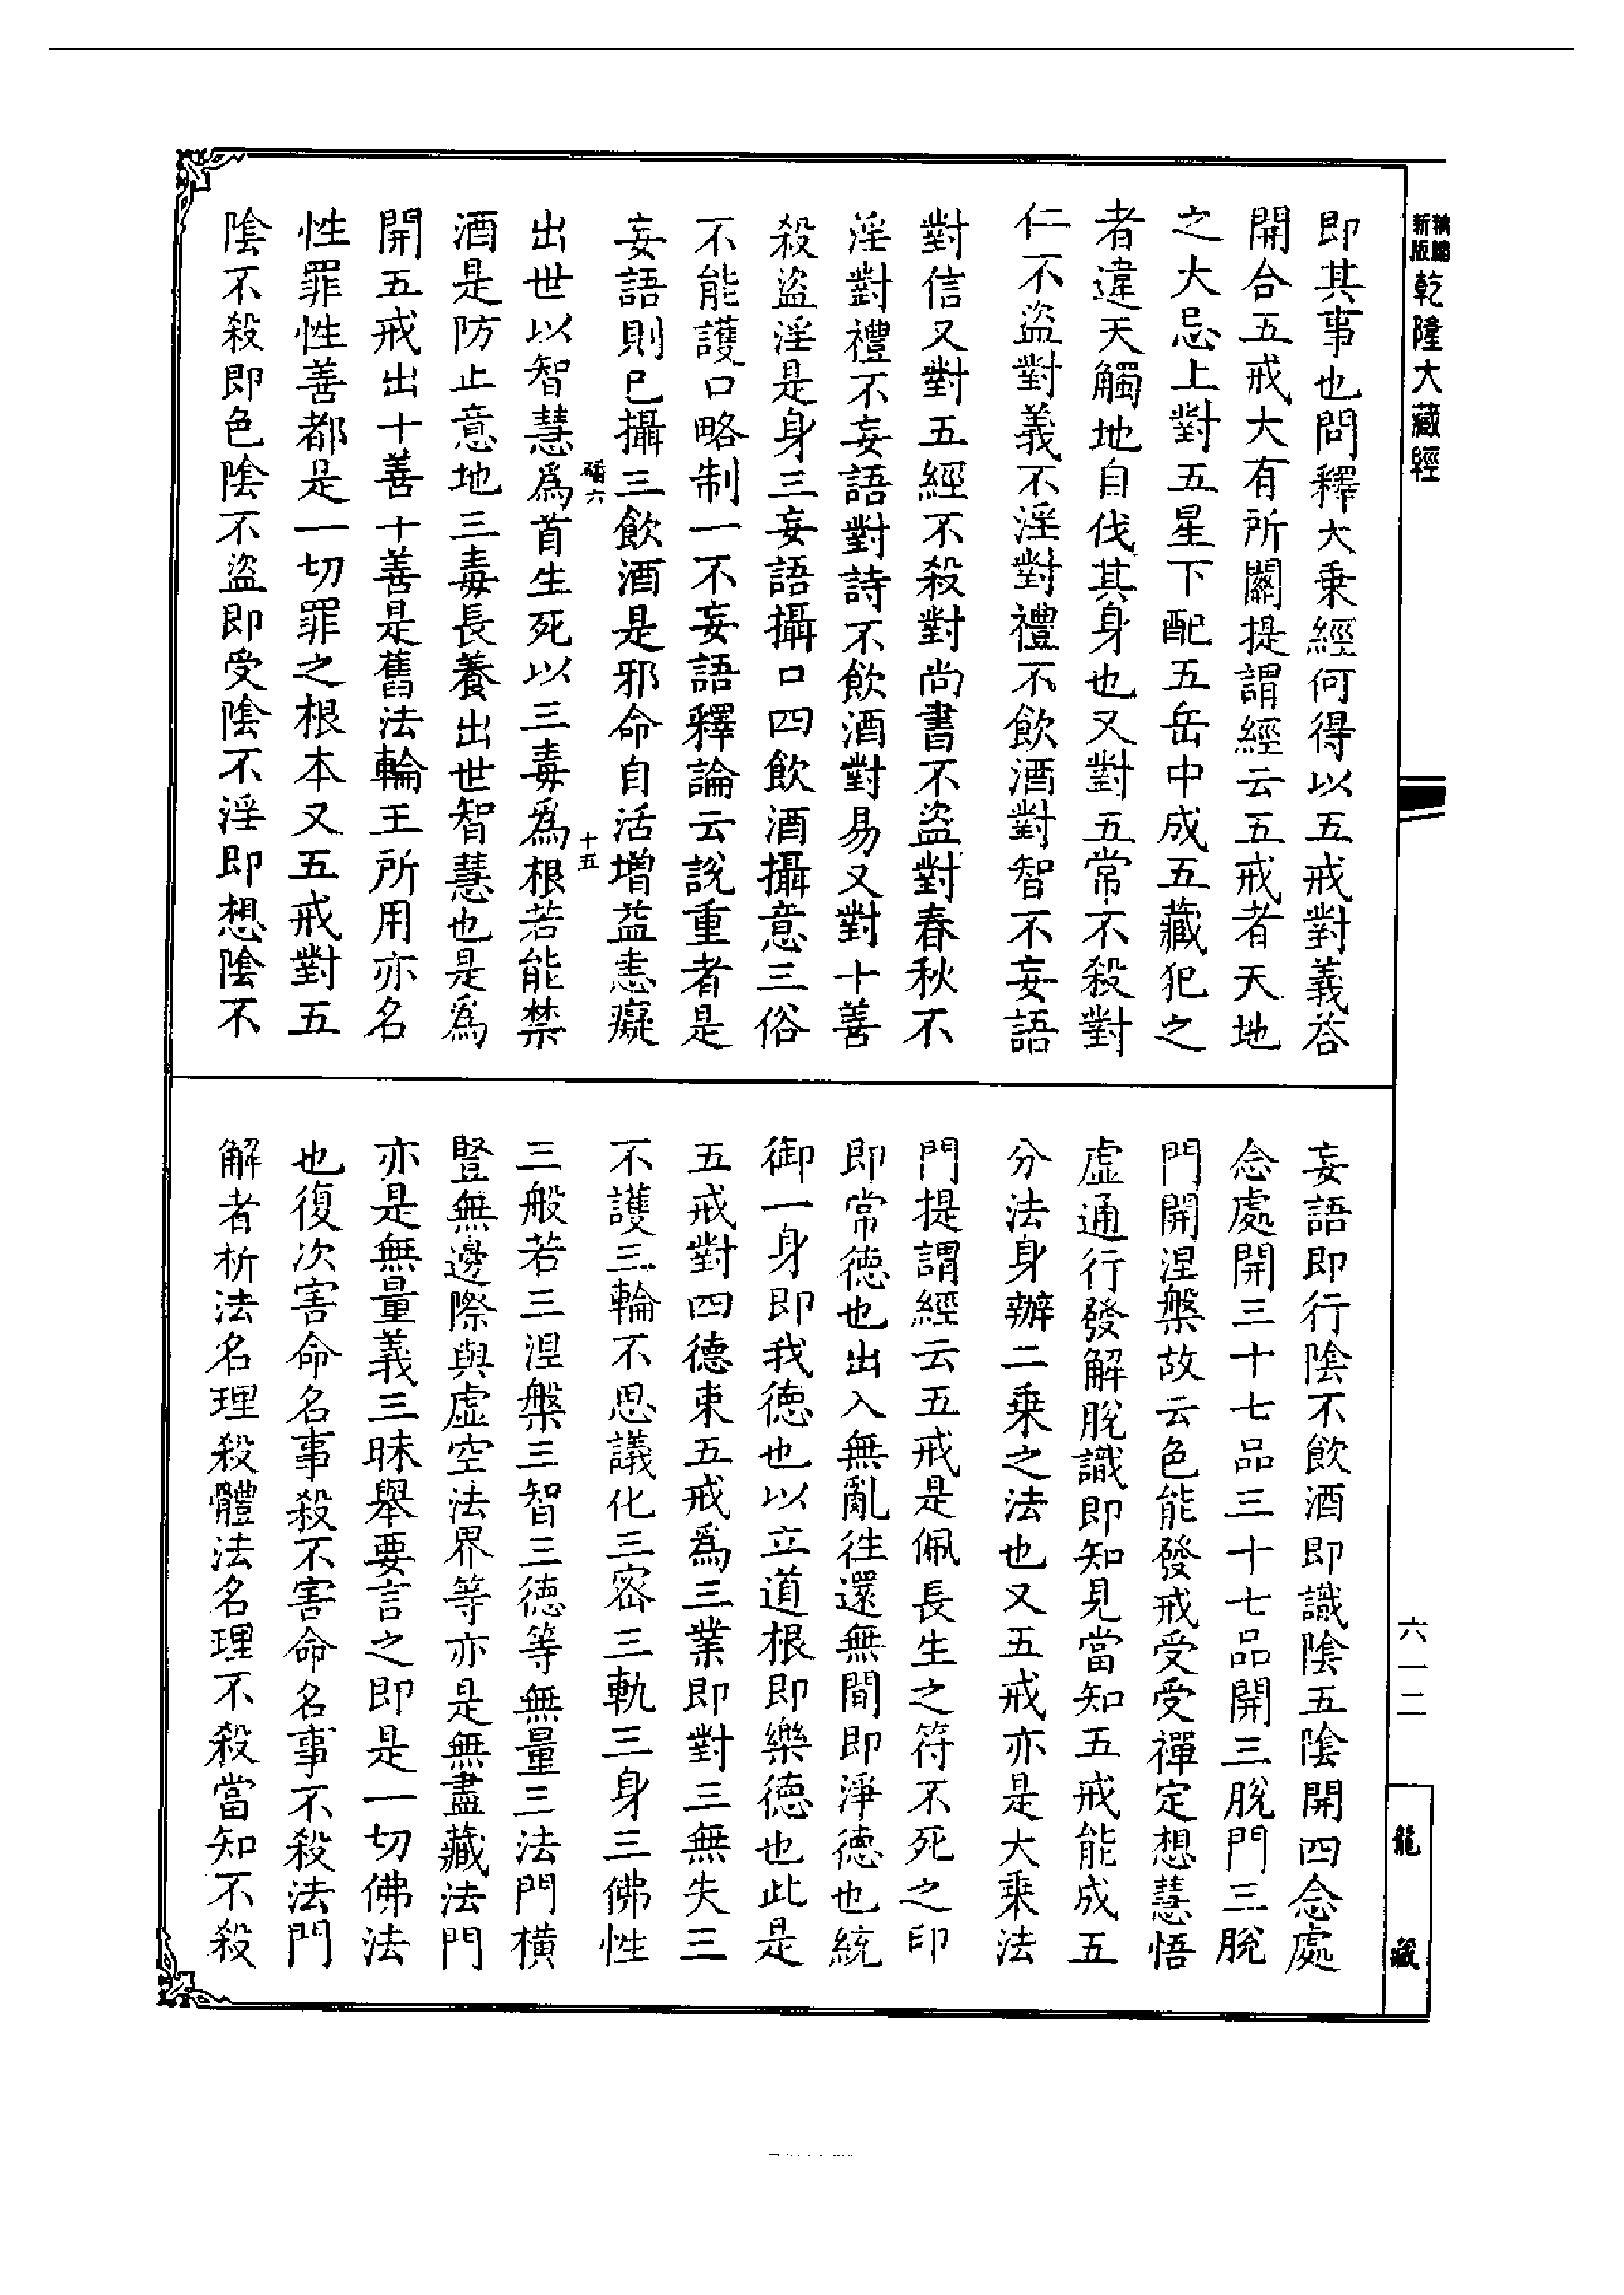 新編
縮版
乾隆大藏經
即其事也問釋大乘經何得以五戒對義荅
開合五戒大有所關提謂經云五戒者天地
之大忌上對五星下配五岳中成五藏犯之
者違天觸地自伐其身也又對五常不殺對
仁不盜對義不淫對禮不飲酒對智不妄語
對信又對五經不殺對尚書不盜對春秋不
淫對禮不妄語對詩不飲酒對易又對十善
殺盜淫是身三妄語攝口四飲酒攝意三俗
不能護口略制一不妄語釋論云說重者是
妄語則已攝三飲酒是邪命自活增益恚癡
六
十五
出世以智慧爲首生死以三毒爲根若能禁
酒是防止意地三毒長養出世智慧也是爲
開五戒出十善十善是舊法輪王所用亦名
性罪性善都是一切罪之根本又五戒對五
陰不殺即色陰不盜即受陰不淫即想陰不
妄語即行陰不飲酒即識陰五陰開四念處
念處開三十七品三十七品開三脫門三脫
門開涅槃故云色能發戒受受禪定想慧悟
虛通行發解脫識即知見當知五戒能成五
分法身辦二乘之法也又五戒亦是大乘法
門提謂經云五戒是佩長生之符不死之印
即常德也出入無亂往還無間即淨德也統
御一身即我德也以立道根即樂德也此是
五戒對四德束五戒爲三業即對三無失三
不護三輪不思議化三密三軌三身三佛性
三般若三涅槃三智三德等無量三法門橫
豎無邊際與虛空法界等亦是無盡藏法門
亦是無量義三昧舉要言之即是一切佛法
也復次害命名事殺不害命名事不殺法門
解者析法名理殺體法名理不殺當知不殺
六一二
龍藏